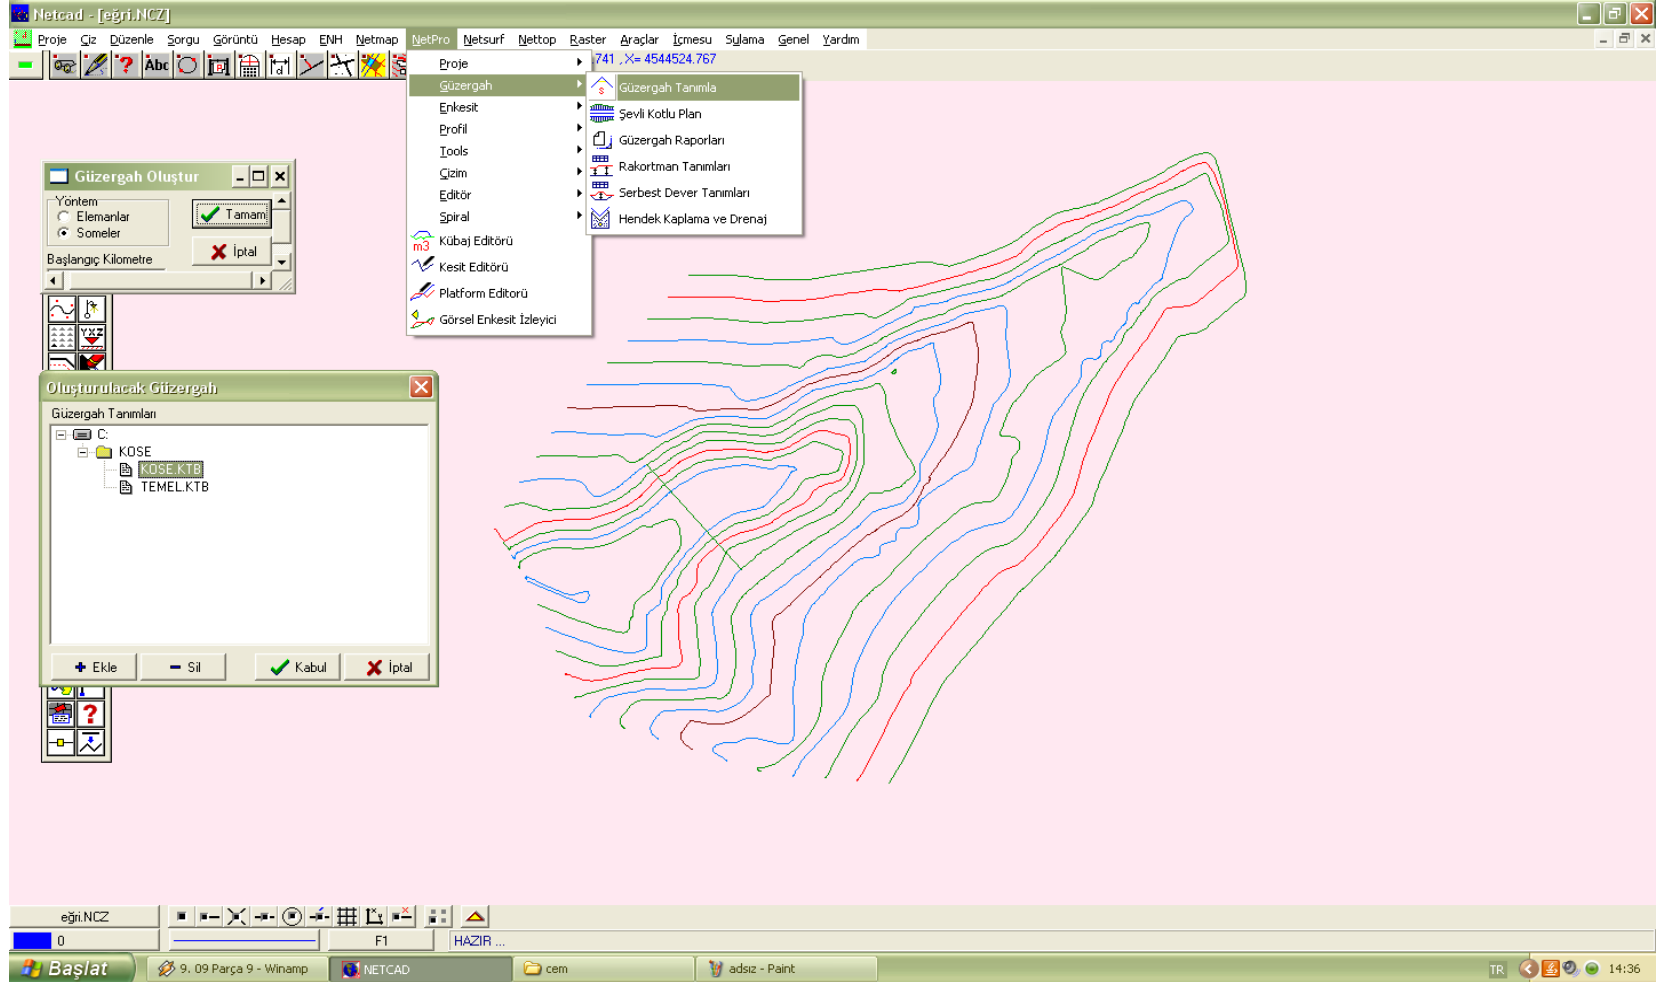 Netcad - [eğri.NCZ]
Proje Çiz Düzenle Sorgu Görüntü Hesap ENH Netmap NetPro Netsurf Nettop Raster Araçlar İçmesu Sulama Genel Yardım
Abc
.741 , X= 4544524.767
Proje
Güzergah
Enkesit
Profil
Tools
Çizim
Editör
Spiral
m3 Kübaj Editörü
Kesit Editörü
Platform Editorü
Görsel Enkesit İzleyici
Güzergah Tanımla
Şevli Kotlu Plan
Güzergah Raporları
Rakortman Tanımları
Serbest Dever Tanımları
Hendek Kaplama ve Drenaj
Güzergah Oluştur
Yöntem
Elemanlar
Someler
Tamam
İptal
Başlangıç Kilometre
YXZ
Oluşturulacak Güzergah
Güzergah Tanımları
C:
KOSE
KOSE.KTB
TEMEL.KTB
Ekle
Sil
Kabul
İptal
eğri.NCZ
0
F1
HAZIR ...
Başlat
9. 09 Parça 9 - Winamp
NETCAD
cem
adsız - Paint
TR
14:36